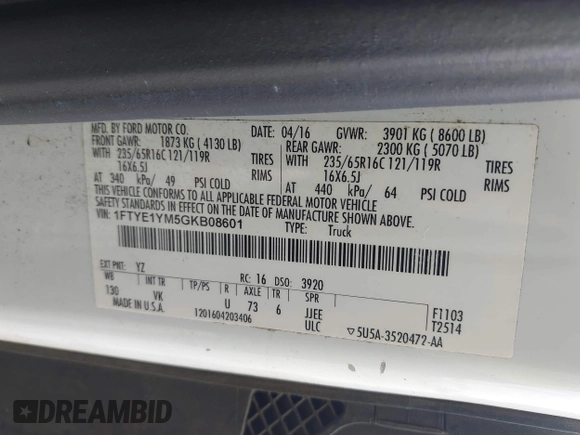 MFD. BY FORD MOTOR CO.
DATE: 04/16 GVWR: 3901 KG ( 8600 LB)
FRONT GAWR: 1873 KG ( 4130 LB) REAR GAWR: 2300 KG ( 5070 LB)
WITH 235/65R16C 121/119R TIRES WITH 235/65R16C 121/119R TIRES
16X6.5J RIMS 16X6.5J RIMS
AT 340 kPa/ 49 PSI COLD AT 440 kPa/ 64 PSI COLD
THIS VEHICLE CONFORMS TO ALL APPLICABLE FEDERAL MOTOR VEHICLE
SAFETY STANDARDS IN EFFECT ON THE DATE OF MANUFACTURE SHOWN ABOVE.
VIN: 1FTYE1YM5GKB08601 TYPE: Truck
EXT PNT: YZ RC: 16 DSO: 3920
WB INT TR TP/PS R AXLE TR SPR
130 VK U 73 6 JJEE F1103
MADE IN U.S.A. 1201604203406 ULC T2514
5U5A-3520472-AA
DREAMBID